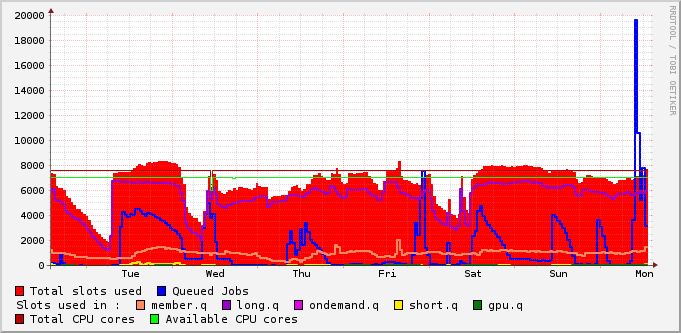 20000
18000
16000
14000
12000
10000
8000
6000
4000
2000
0
Tue Wed Thu Fri Sat Sun Mon
Total slots used Queued Jobs
Slots used in : member.q long.q ondemand.q short.q gpu.q
Total CPU cores Available CPU cores
RRDTOOL / TOBI OETIKER